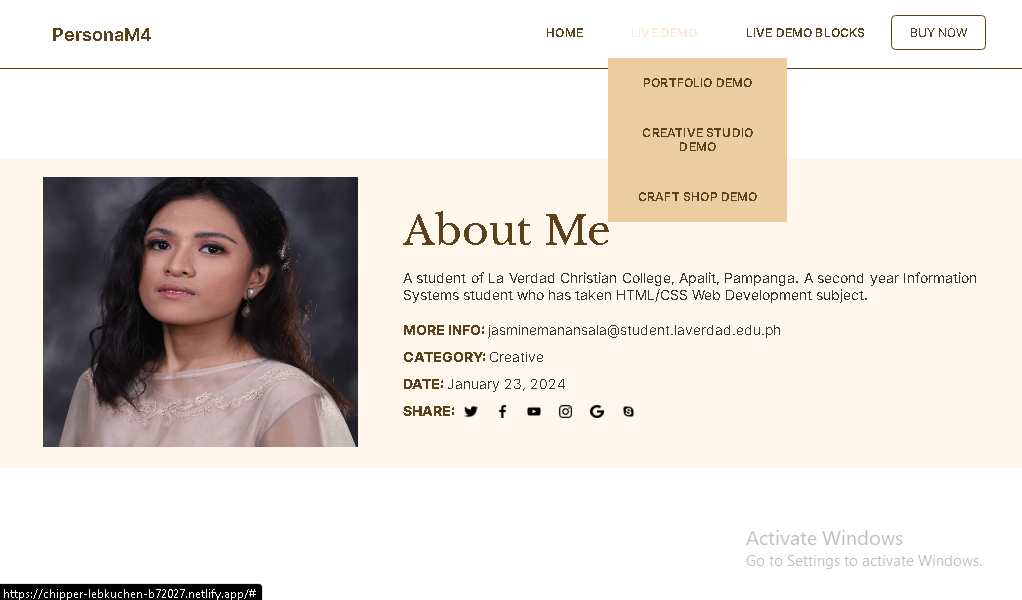 PersonaM4
HOME
LIVE DEMO
LIVE DEMO BLOCKS
BUY NOW
PORTFOLIO DEMO
CREATIVE STUDIO
DEMO
CRAFT SHOP DEMO
About Me
A student of La Verdad Christian College, Apalit, Pampanga. A second year Information
Systems student who has taken HTML/CSS Web Development subject.
MORE INFO: jasminemanansala@student.laverdad.edu.ph
CATEGORY: Creative
DATE: January 23, 2024
SHARE:
Activate Windows
Go to Settings to activate Windows.
https://chipper-lebkuchen-b72027.netlify.app/#